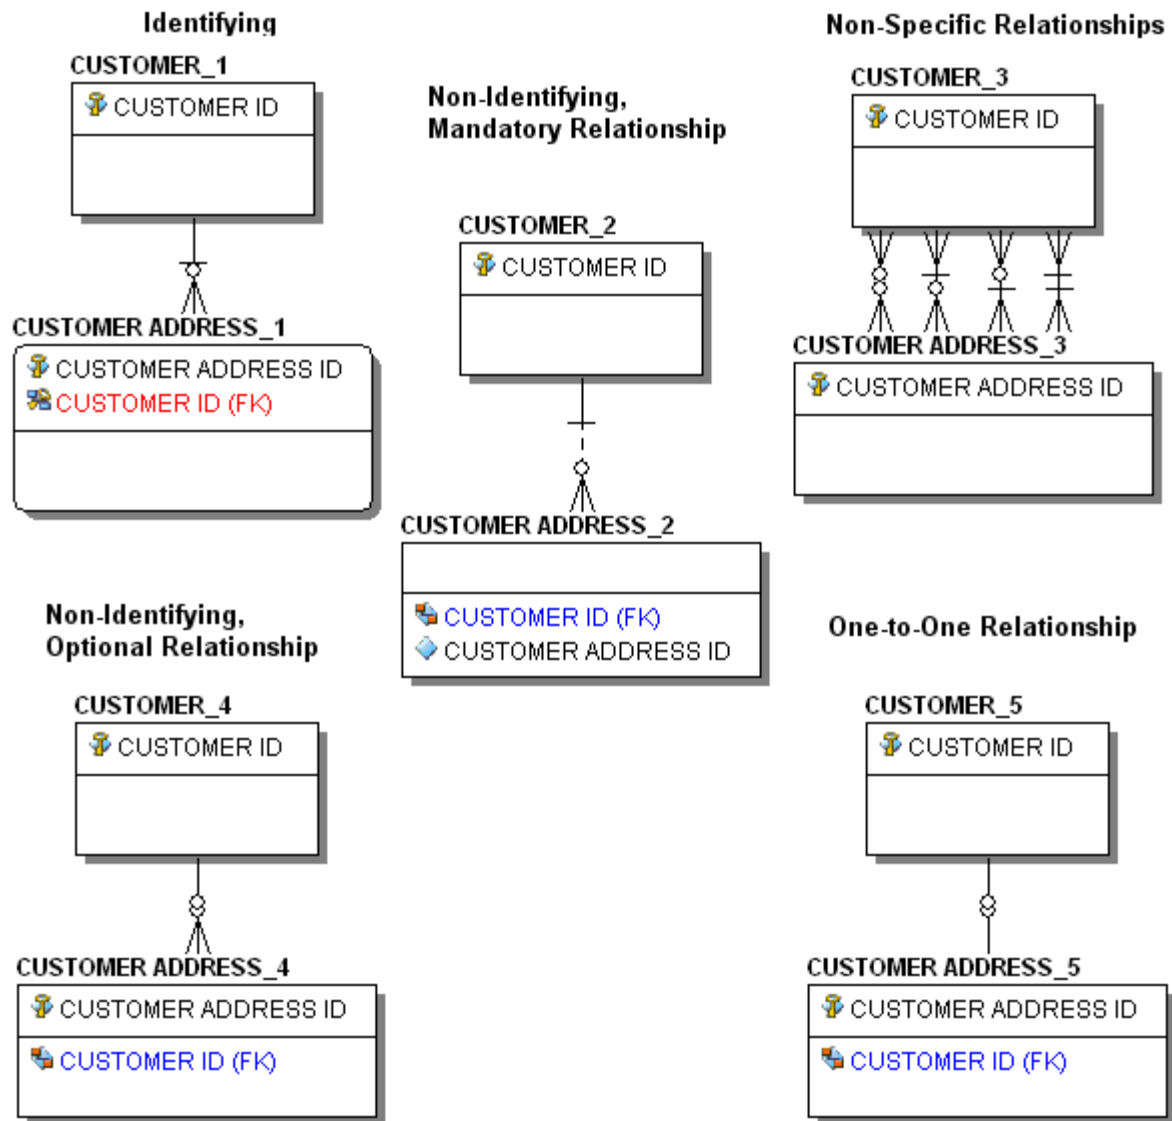 Identifying
CUSTOMER_1
CUSTOMER ID
CUSTOMER ADDRESS_1
CUSTOMER ADDRESS ID
CUSTOMER ID (FK)
Non-Identifying,
Mandatory Relationship
CUSTOMER_2
CUSTOMER ID
CUSTOMER ADDRESS_2
CUSTOMER ID (FK)
CUSTOMER ADDRESS ID
Non-Specific Relationships
CUSTOMER_3
CUSTOMER ID
CUSTOMER ADDRESS_3
CUSTOMER ADDRESS ID
Non-Identifying,
Optional Relationship
CUSTOMER_4
CUSTOMER ID
CUSTOMER ADDRESS_4
CUSTOMER ADDRESS ID
CUSTOMER ID (FK)
One-to-One Relationship
CUSTOMER_5
CUSTOMER ID
CUSTOMER ADDRESS_5
CUSTOMER ADDRESS ID
CUSTOMER ID (FK)